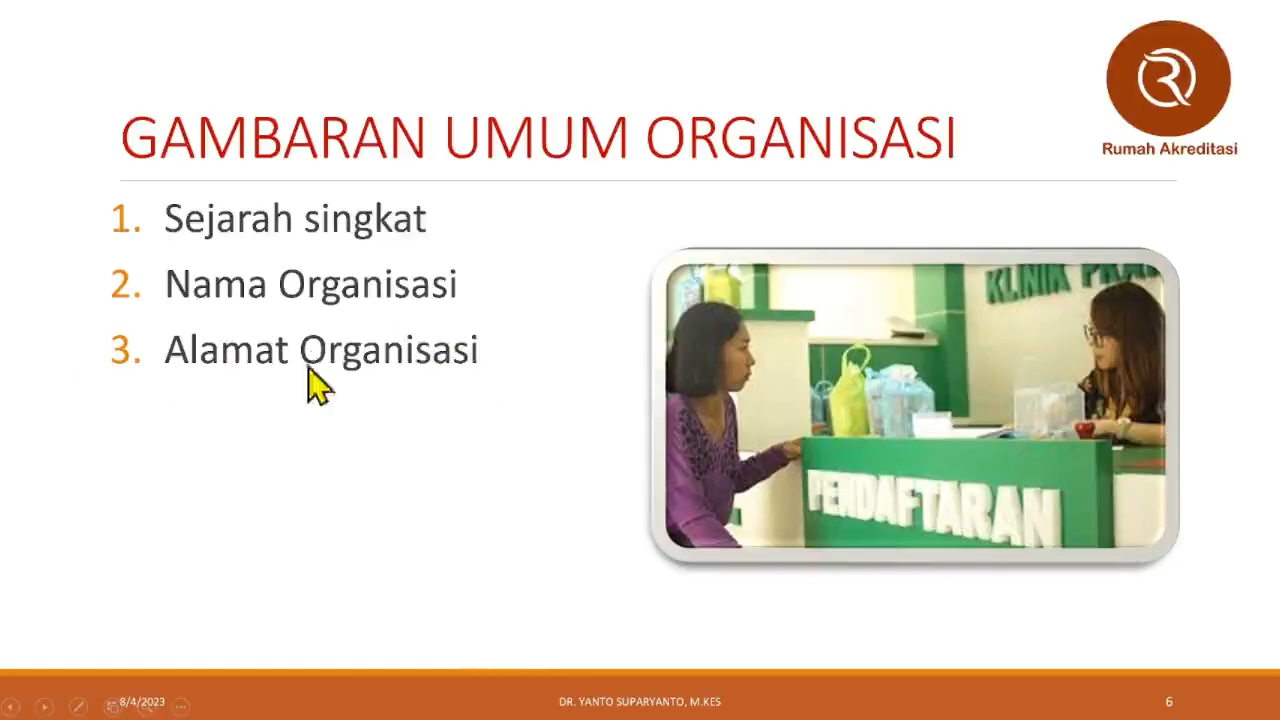 Rumah Akreditasi
GAMBARAN UMUM ORGANISASI
1. Sejarah singkat
2. Nama Organisasi
3. Alamat Organisasi
KLINIK
PENDAFTARAN
8/4/2023
DR. YANTO SUPARYANTO, M.KES
6